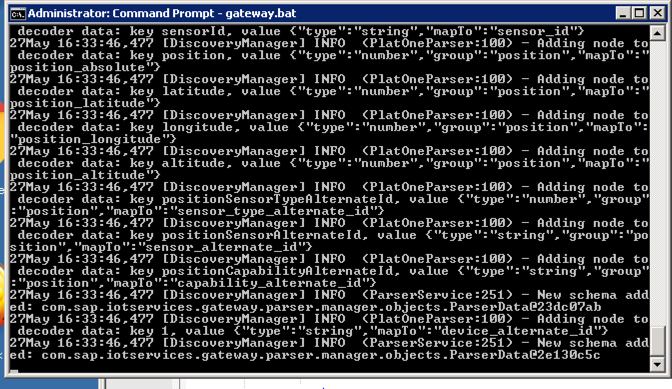 Administrator: Command Prompt - gateway.bat
decoder data: key sensorId, value {"type":"string","mapTo":"sensor_id"}
27May 16:33:46,477 [DiscoveryManager] INFO  (PlatOneParser:100) - Adding node to
decoder data: key position, value {"type":"number","group":"position","mapTo":"
position_absolute"}
27May 16:33:46,477 [DiscoveryManager] INFO  (PlatOneParser:100) - Adding node to
decoder data: key latitude, value {"type":"number","group":"position","mapTo":"
position_latitude"}
27May 16:33:46,477 [DiscoveryManager] INFO  (PlatOneParser:100) - Adding node to
decoder data: key longitude, value {"type":"number","group":"position","mapTo":
"position_longitude"}
27May 16:33:46,477 [DiscoveryManager] INFO  (PlatOneParser:100) - Adding node to
decoder data: key altitude, value {"type":"number","group":"position","mapTo":"
position_altitude"}
27May 16:33:46,477 [DiscoveryManager] INFO  (PlatOneParser:100) - Adding node to
decoder data: key positionSensorTypeAlternateId, value {"type":"number","group"
:"position","mapTo":"sensor_type_alternate_id"}
27May 16:33:46,477 [DiscoveryManager] INFO  (PlatOneParser:100) - Adding node to
decoder data: key positionSensorAlternateId, value {"type":"string","group":"po
sition","mapTo":"sensor_alternate_id"}
27May 16:33:46,477 [DiscoveryManager] INFO  (PlatOneParser:100) - Adding node to
decoder data: key positionCapabilityAlternateId, value {"type":"string","group"
:"position","mapTo":"capability_alternate_id"}
27May 16:33:46,477 [DiscoveryManager] INFO  (ParserService:251) - New schema add
ed: com.sap.iotservices.gateway.parser.manager.objects.ParserData@23dc07ab
27May 16:33:46,477 [DiscoveryManager] INFO  (PlatOneParser:100) - Adding node to
decoder data: key 1, value {"type":"string","mapTo":"device_alternate_id"}
27May 16:33:46,477 [DiscoveryManager] INFO  (ParserService:251) - New schema add
ed: com.sap.iotservices.gateway.parser.manager.objects.ParserData@2e130c5c